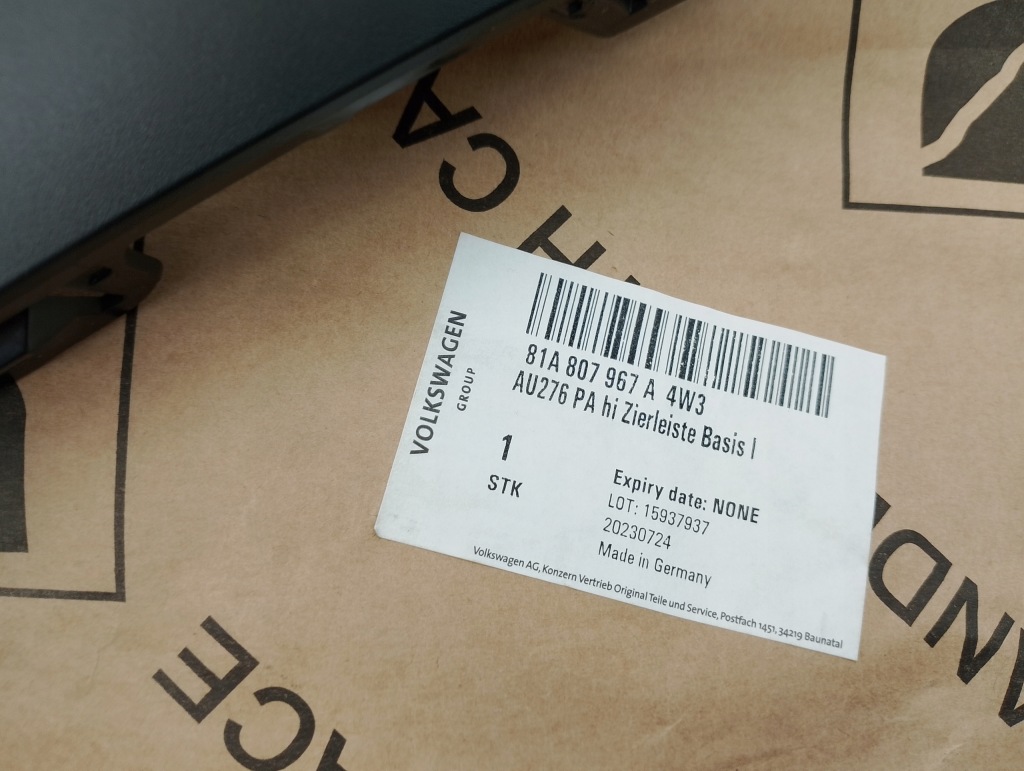 CA
VOLKSWAGEN
GROUP
81A 807 967 A 4W3
AU276 PA hi Zierleiste Basis l
1
STK
Expiry date: NONE
LOT: 15937937
20230724
Made in Germany
Volkswagen AG, Konzern Vertrieb Original Teile und Service, Postfach 1451, 34219 Baunatal